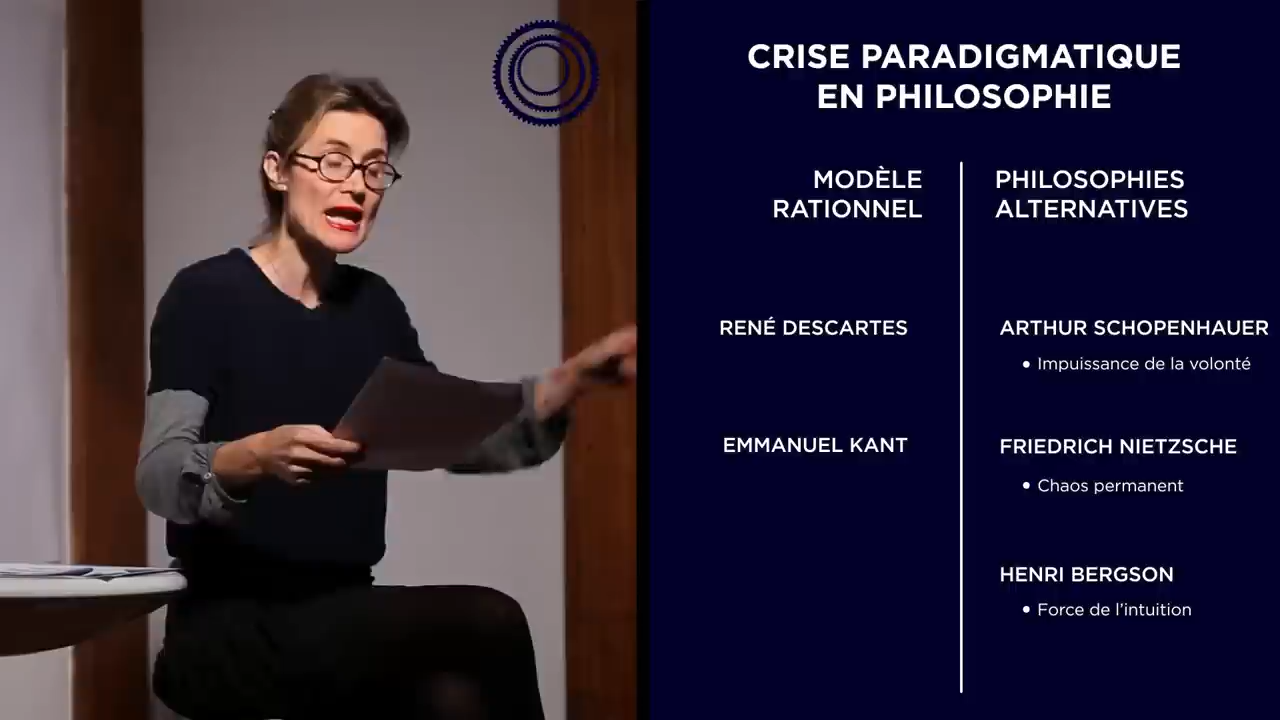 CRISE PARADIGMATIQUE
EN PHILOSOPHIE
MODÈLE
RATIONNEL
RENÉ DESCARTES
EMMANUEL KANT
PHILOSOPHIES
ALTERNATIVES
ARTHUR SCHOPENHAUER
• Impuissance de la volonté
FRIEDRICH NIETZSCHE
• Chaos permanent
HENRI BERGSON
• Force de l'intuition